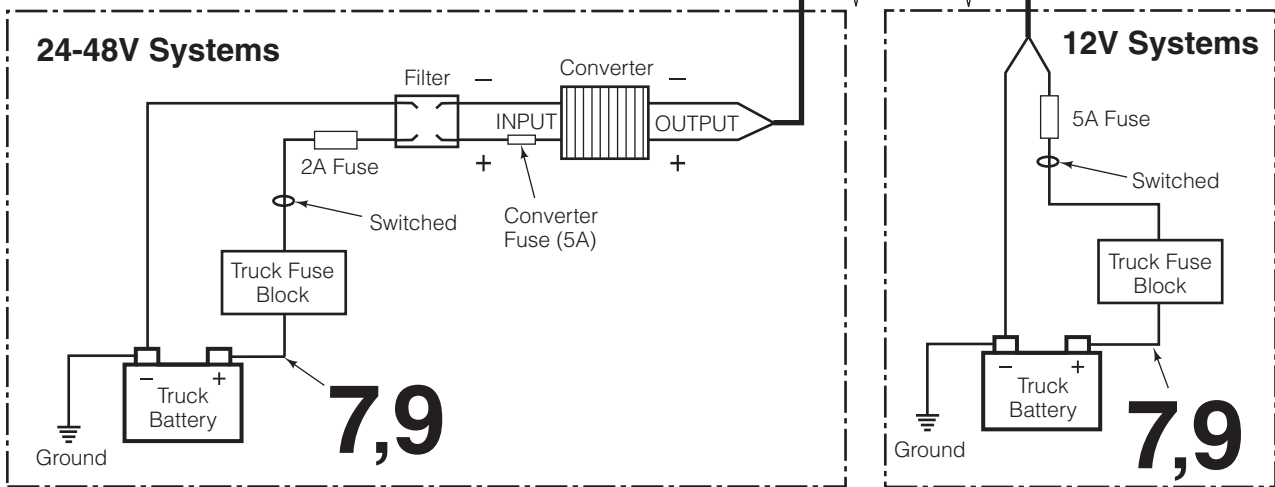 24-48V Systems
Filter
−
Converter
−
INPUT
OUTPUT
2A Fuse
+
+
Switched
Converter
Fuse (5A)
Truck Fuse
Block
− +
Truck
Battery
7,9
Ground
12V Systems
5A Fuse
Switched
Truck Fuse
Block
− +
Truck
Battery
7,9
Ground